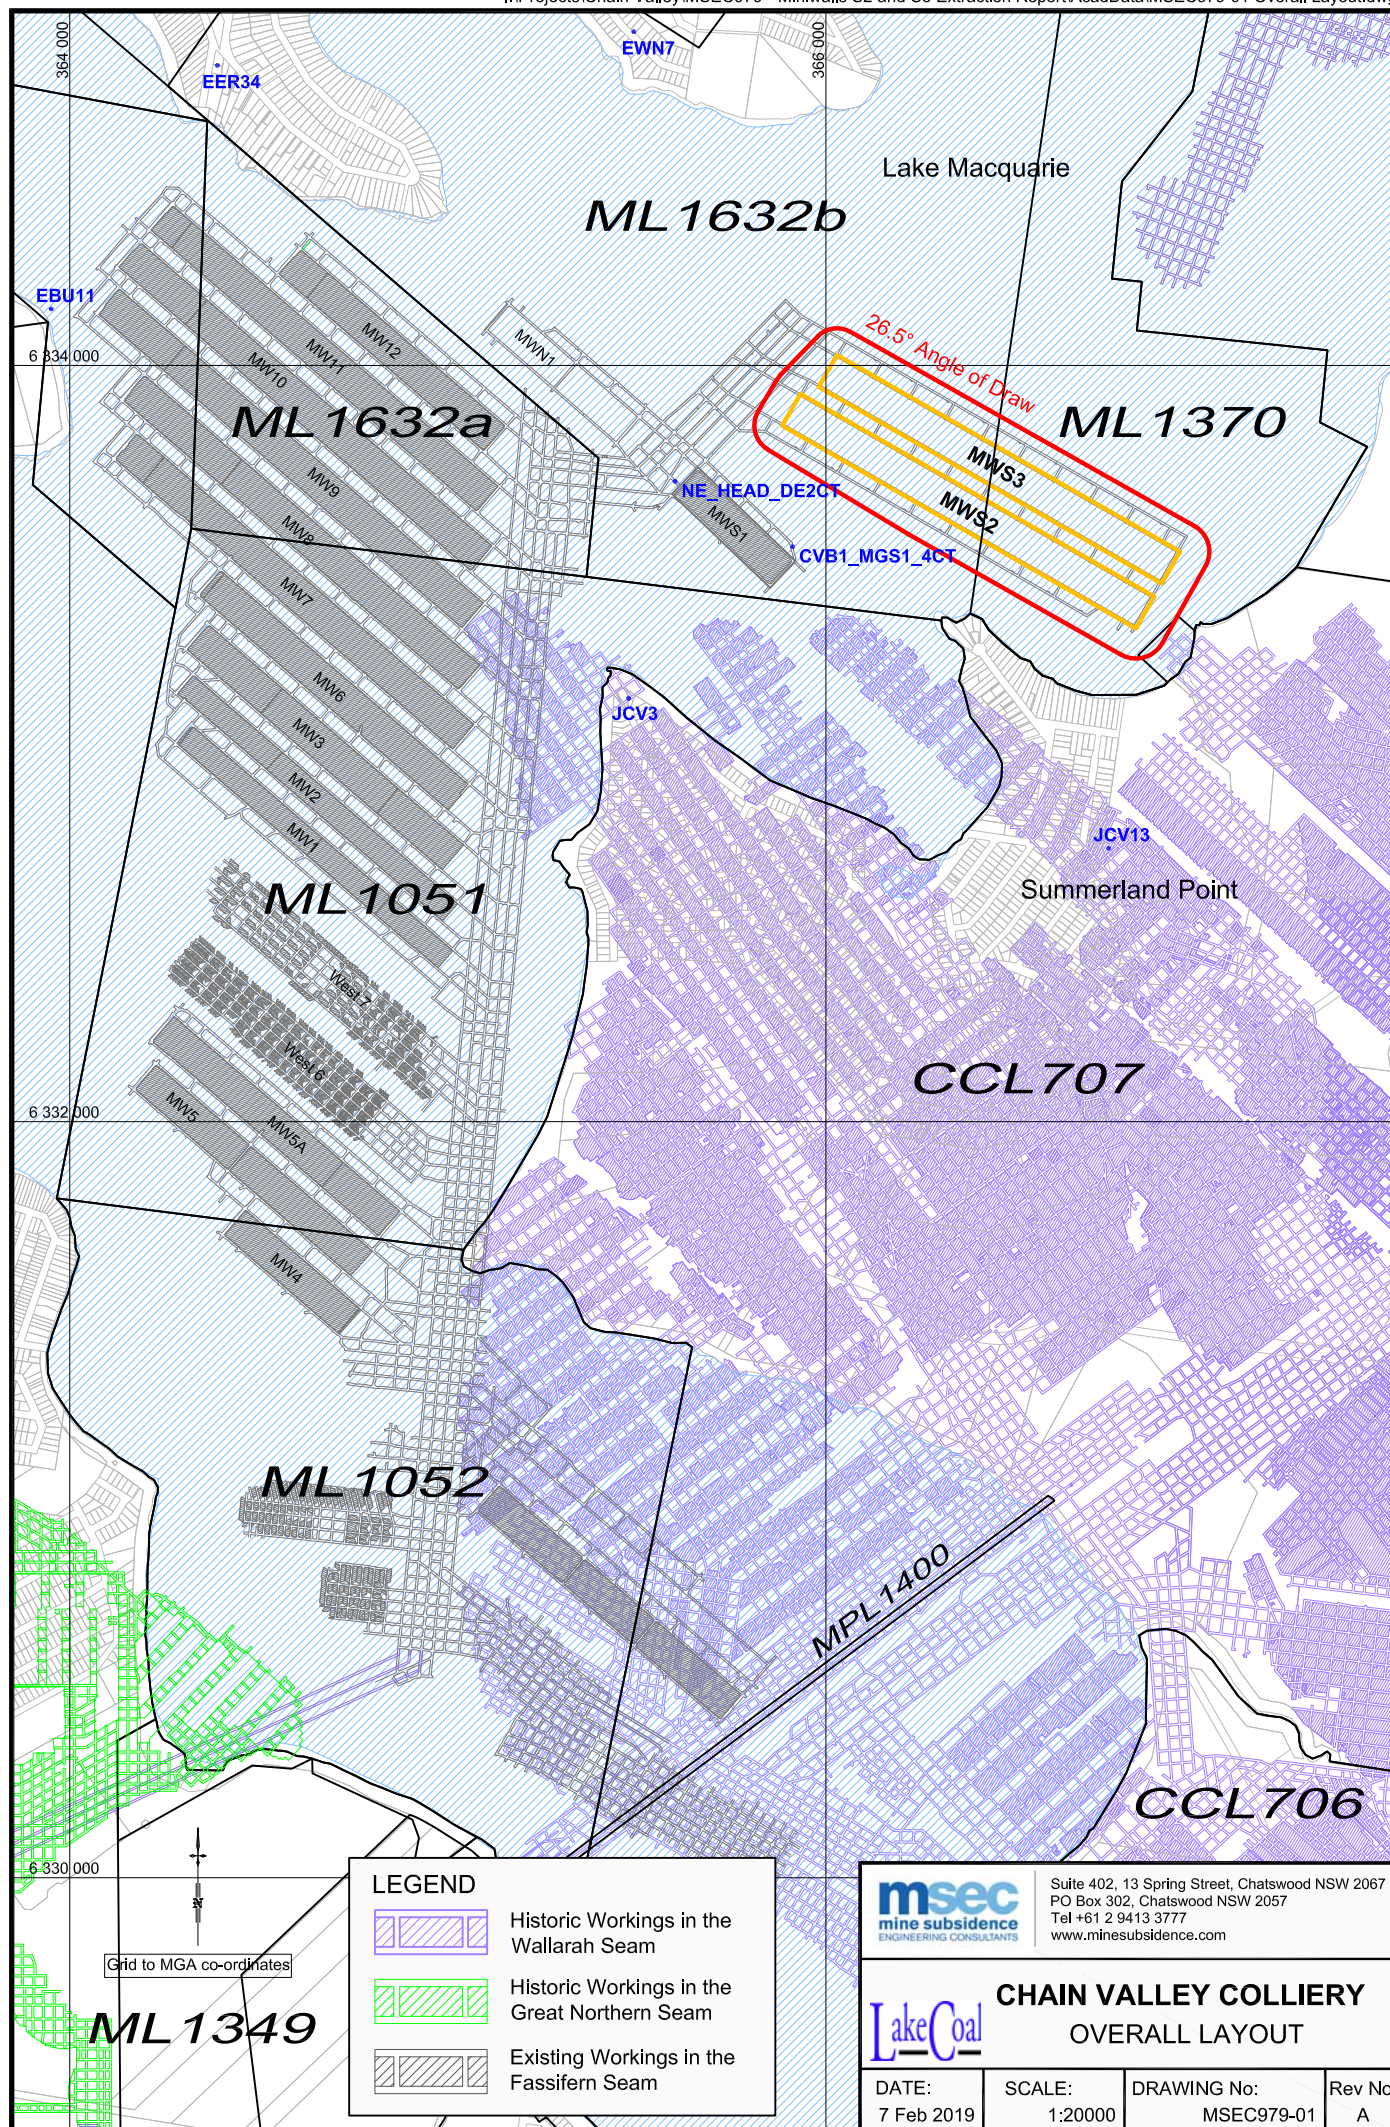 364 000
366 000
EWN7
EER34
Lake Macquarie
ML1632b
EBU11
6 334 000
MW12
MW11
MW10
MWN1
26.5° Angle of Draw
ML1632a
ML1370
MWS3
MWS2
MW9
NE_HEAD_DE2CT
MWS1
MW8
CVB1_MGS1_4CT
MW7
MW6
JCV3
MW3
MW2
MW1
JCV13
ML1051
Summerland Point
West 7
West 6
CCL707
6 332 000
MW5
MW5A
MW4
ML1052
MPL1400
CCL706
6 330 000
N
Grid to MGA co-ordinates
ML1349
LEGEND
Historic Workings in the
Wallarah Seam
Historic Workings in the
Great Northern Seam
Existing Workings in the
Fassifern Seam
msec
mine subsidence
ENGINEERING CONSULTANTS
Suite 402, 13 Spring Street, Chatswood NSW 2067
PO Box 302, Chatswood NSW 2057
Tel +61 2 9413 3777
www.minesubsidence.com
LakeCoal
CHAIN VALLEY COLLIERY
OVERALL LAYOUT
DATE:
7 Feb 2019
SCALE:
1:20000
DRAWING No:
MSEC979-01
Rev No
A